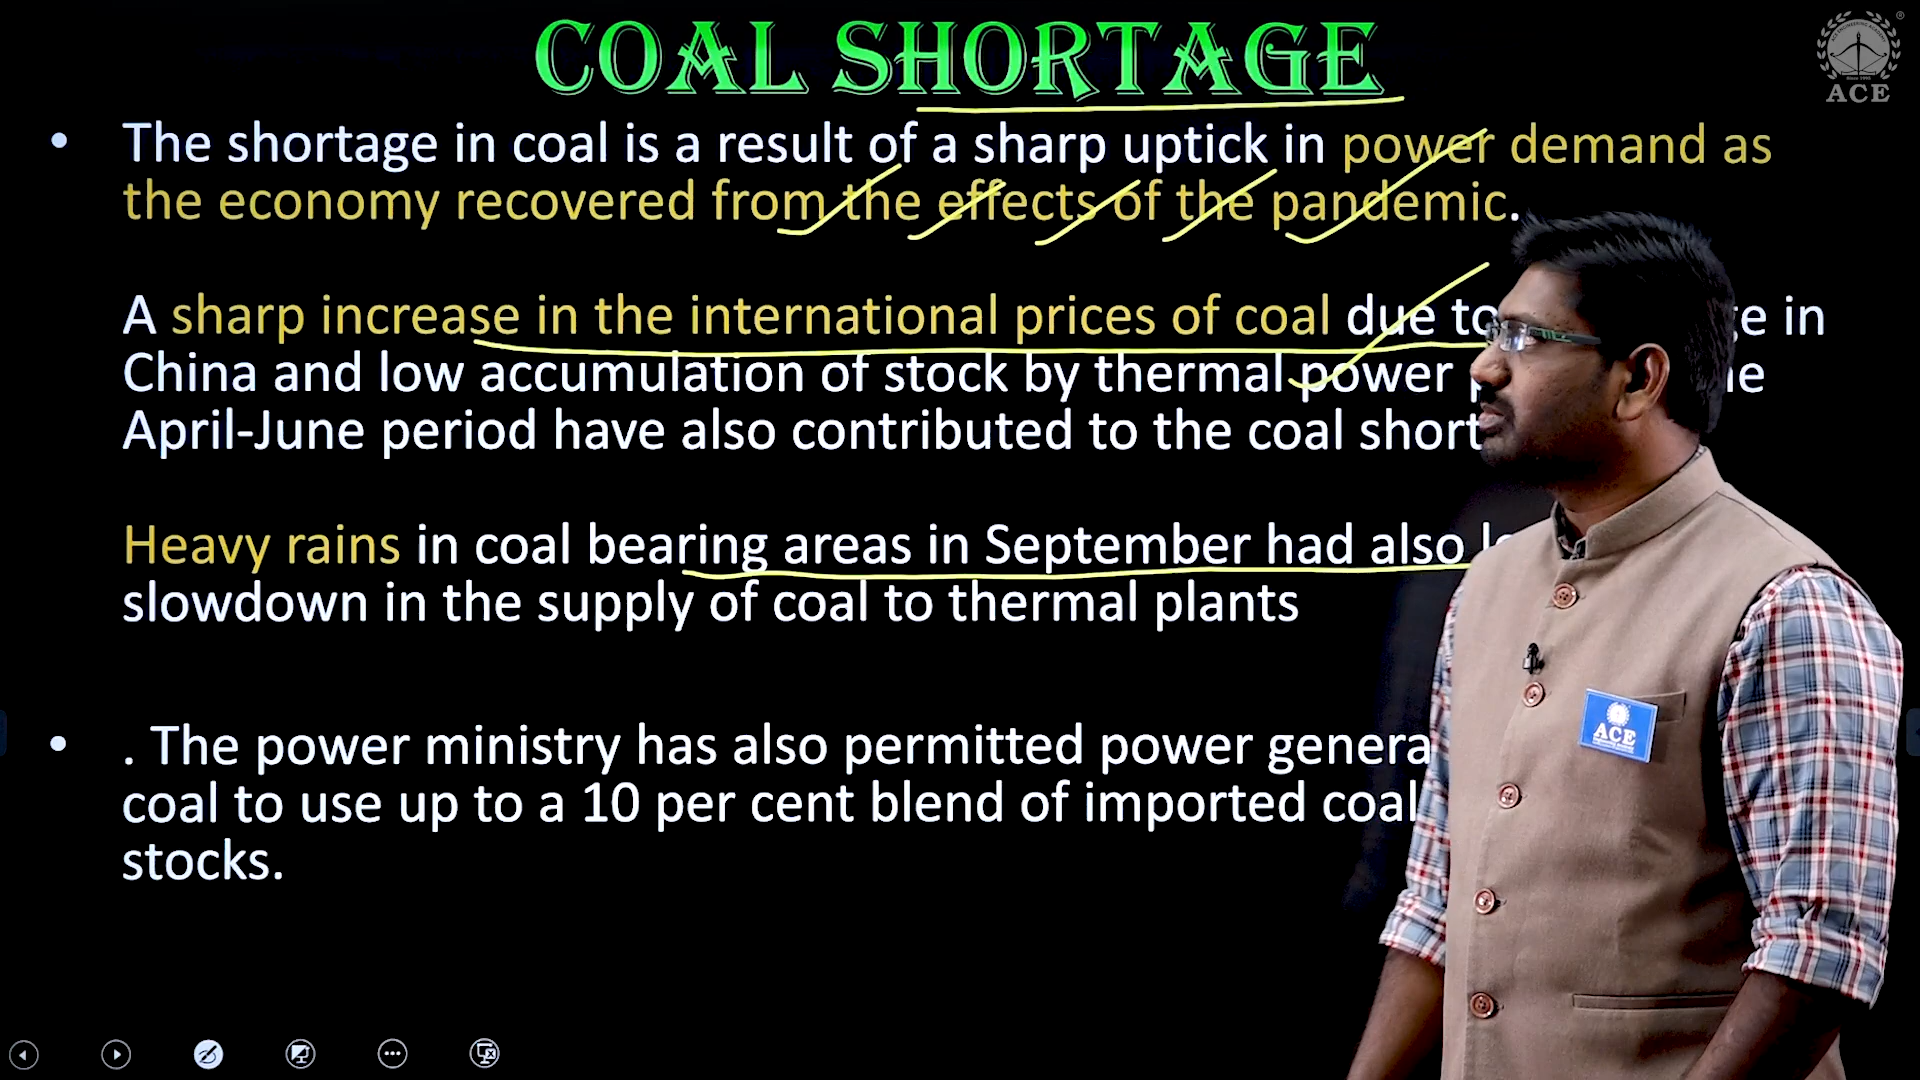 COAL SHORTAGE
ACE
• The shortage in coal is a result of a sharp uptick in power demand as
the economy recovered from the effects of the pandemic.
A sharp increase in the international prices of coal due to in
China and low accumulation of stock by thermal power
April-June period have also contributed to the coal
Heavy rains in coal bearing areas in September had also
slowdown in the supply of coal to thermal plants
ACE
• . The power ministry has also permitted power
coal to use up to a 10 per cent blend of imported coal
stocks.